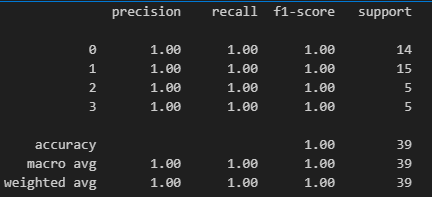 precision recall f1-score support
0 1.00 1.00 1.00 14
1 1.00 1.00 1.00 15
2 1.00 1.00 1.00 5
3 1.00 1.00 1.00 5
accuracy 1.00 39
macro avg 1.00 1.00 1.00 39
weighted avg 1.00 1.00 1.00 39